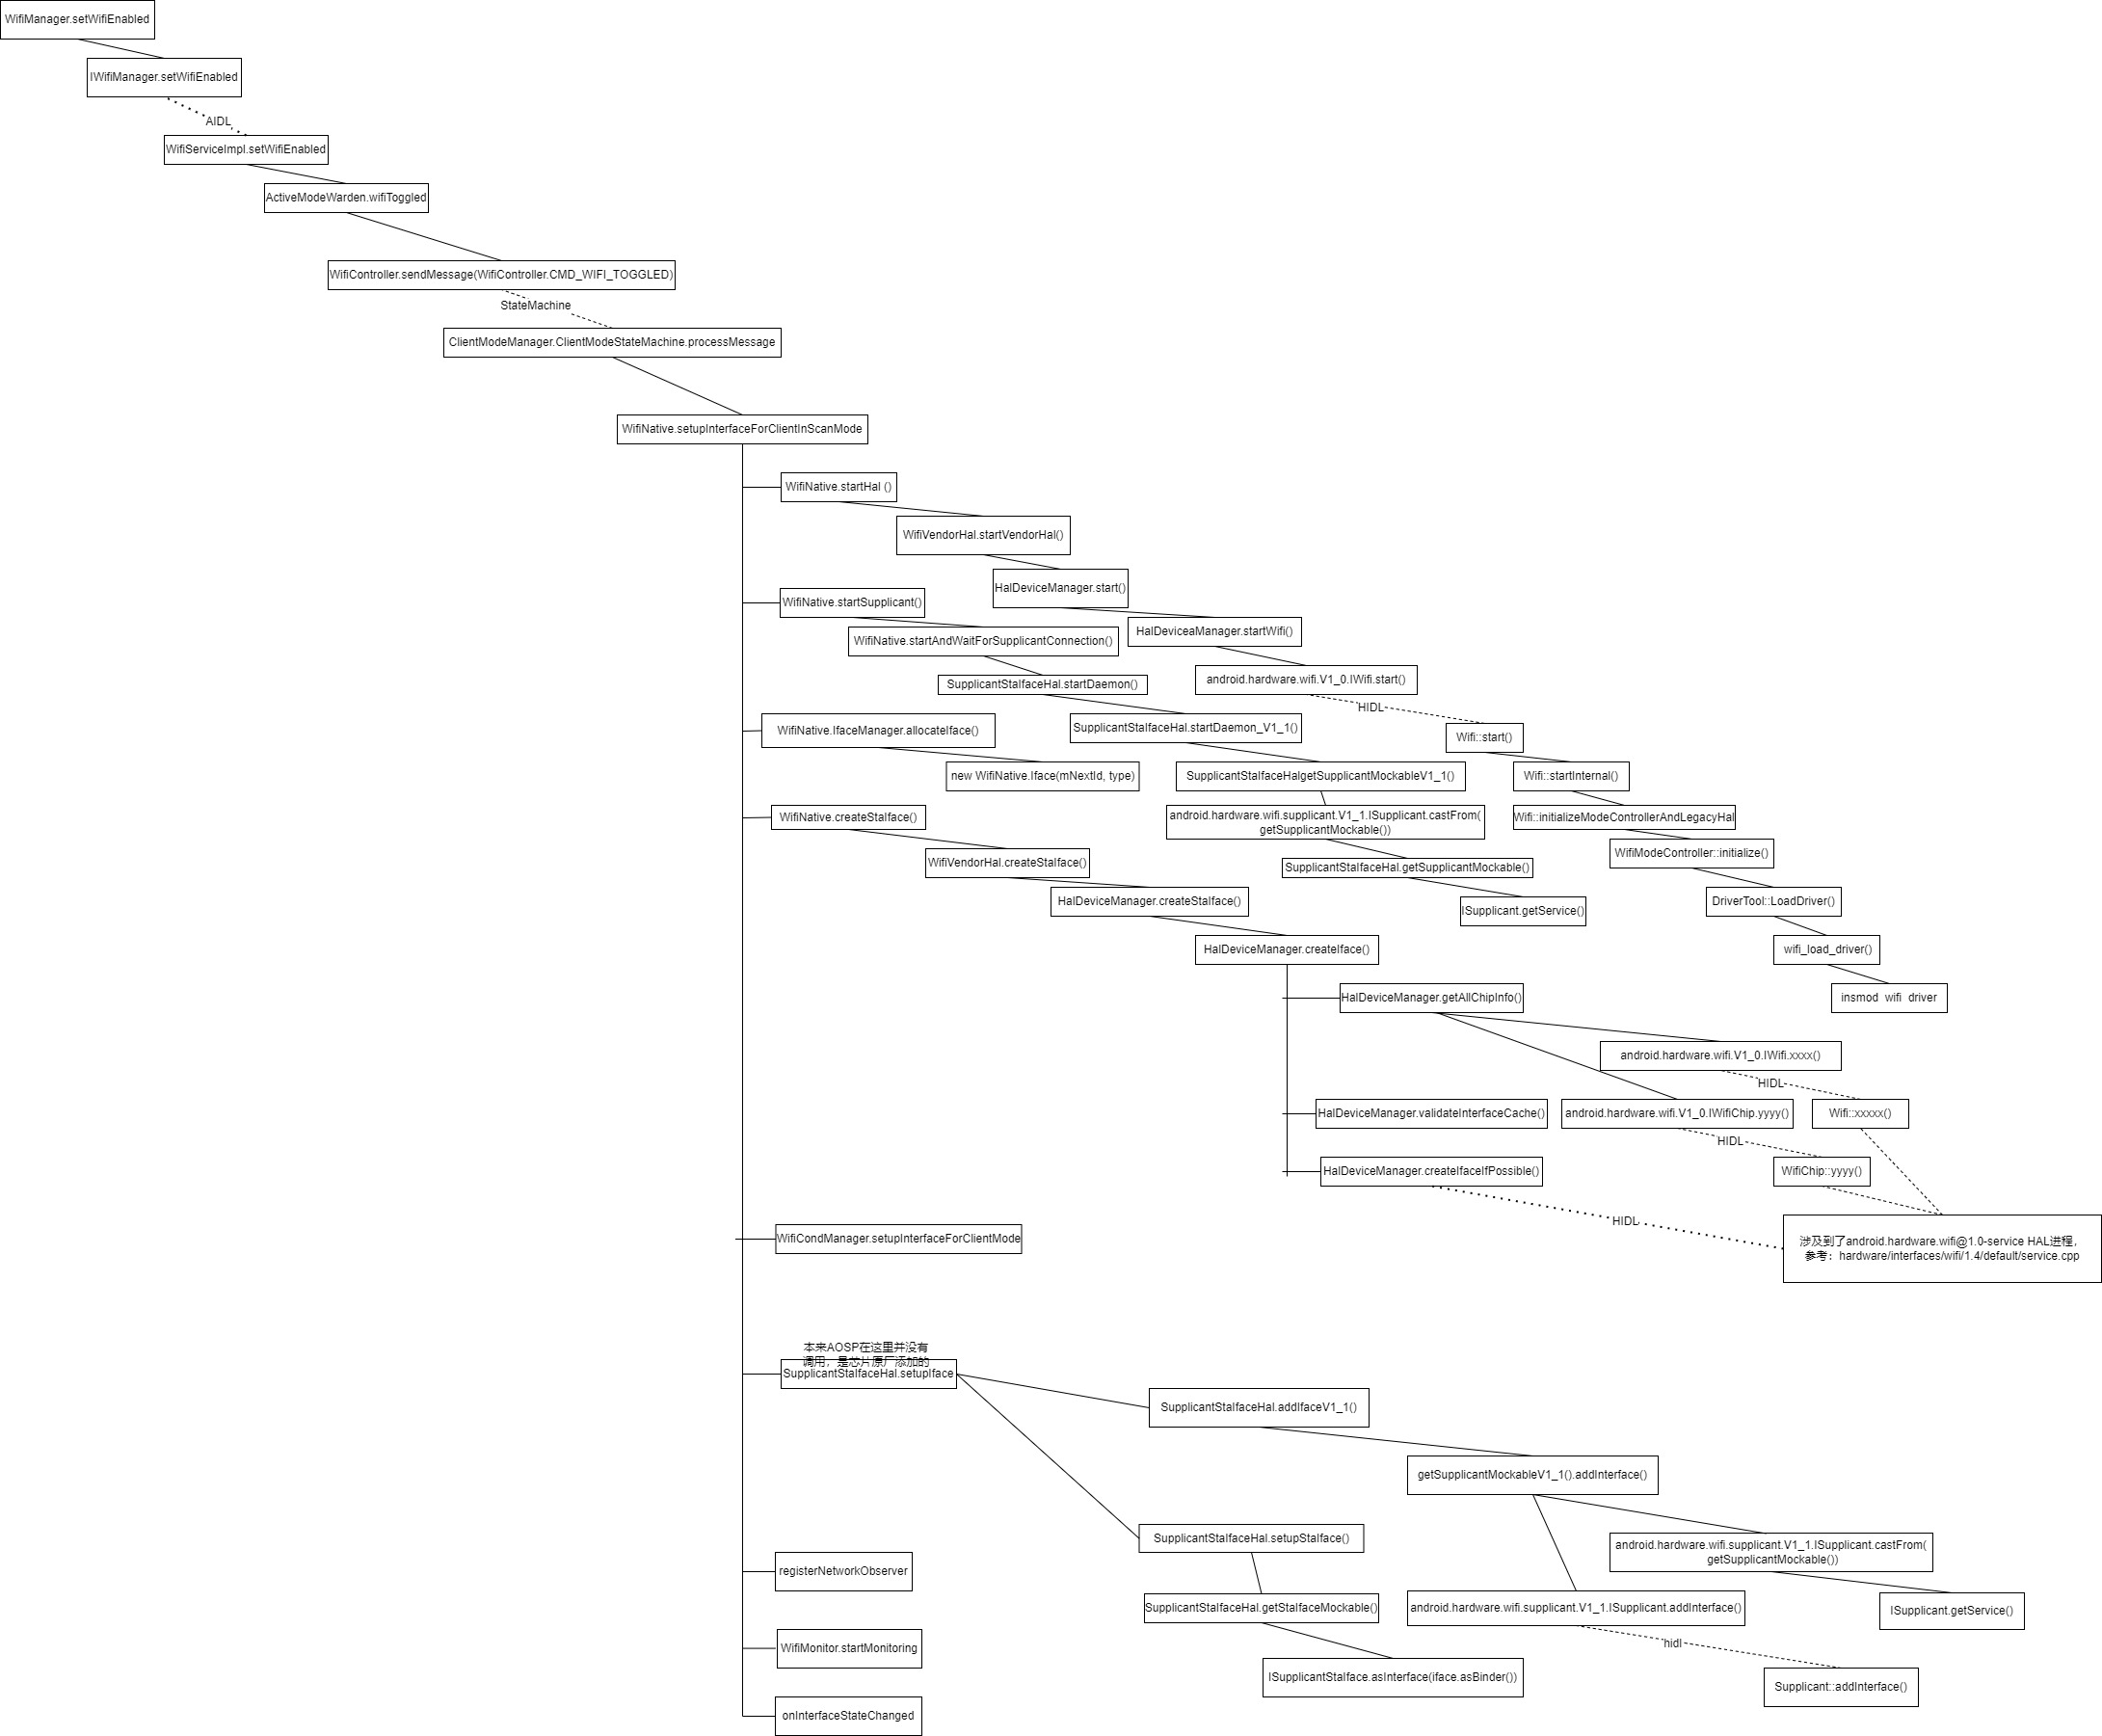 WifiManager.setWifiEnabled
IWifiManager.setWifiEnabled
AIDL
WifiServiceImpl.setWifiEnabled
ActiveModeWarden.wifiToggled
WifiController.sendMessage(WifiController.CMD_WIFI_TOGGLED)
StateMachine
ClientModeManager.ClientModeStateMachine.processMessage
WifiNative.setupInterfaceForClientInScanMode
WifiNative.startHal ()
WifiVendorHal.startVendorHal()
HalDeviceManager.start()
WifiNative.startSupplicant()
HalDeviceaManager.startWifi()
WifiNative.startAndWaitForSupplicantConnection()
android.hardware.wifi.V1_0.IWifi.start()
SupplicantStaIfaceHal.startDaemon()
HIDL
SupplicantStaIfaceHal.startDaemon_V1_1()
WifiNative.IfaceManager.allocateIface()
Wifi::start()
new WifiNative.Iface(mNextId, type)
SupplicantStaIfaceHalgetSupplicantMockableV1_1()
Wifi::startInternal()
WifiNative.createStaIface()
android.hardware.wifi.supplicant.V1_1.ISupplicant.castFrom(
getSupplicantMockable())
Wifi::initializeModeControllerAndLegacyHal
WifiVendorHal.createStaIface()
SupplicantStaIfaceHal.getSupplicantMockable()
WifiModeController::initialize()
HalDeviceManager.createStaIface()
ISupplicant.getService()
DriverTool::LoadDriver()
HalDeviceManager.createIface()
wifi_load_driver()
HalDeviceManager.getAllChipInfo()
insmod wifi driver
android.hardware.wifi.V1_0.IWifi.xxxx()
HIDL
HalDeviceManager.validateInterfaceCache()
android.hardware.wifi.V1_0.IWifiChip.yyyy()
Wifi::xxxxx()
HIDL
HalDeviceManager.createIfaceIfPossible()
WifiChip::yyyy()
HIDL
WifiCondManager.setupInterfaceForClientMode
涉及到了android.hardware.wifi@1.0-service HAL进程，
参考：hardware/interfaces/wifi/1.4/default/service.cpp
本来AOSP在这里并没有
调用，是芯片原厂添加的
SupplicantStaIfaceHal.setupIface
SupplicantStaIfaceHal.addIfaceV1_1()
getSupplicantMockableV1_1().addInterface()
SupplicantStaIfaceHal.setupStaIface()
android.hardware.wifi.supplicant.V1_1.ISupplicant.castFrom(
getSupplicantMockable())
registerNetworkObserver
SupplicantStaIfaceHal.getStaIfaceMockable()
android.hardware.wifi.supplicant.V1_1.ISupplicant.addInterface()
ISupplicant.getService()
WifiMonitor.startMonitoring
hidl
ISupplicantStaIface.asInterface(iface.asBinder())
Supplicant::addInterface()
onInterfaceStateChanged